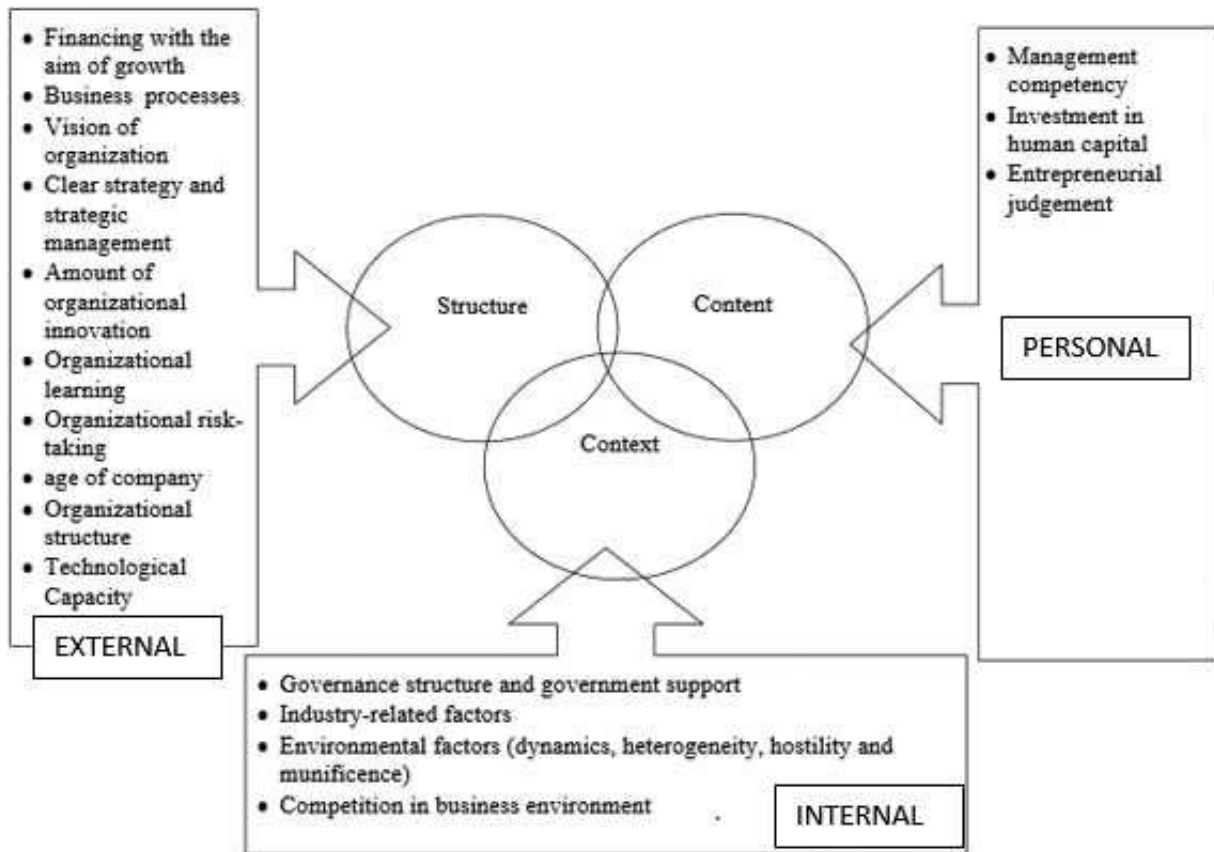 ● Financing with the
aim of growth
● Business processes
● Vision of
organization
● Clear strategy and
strategic
management
● Amount of
organizational
innovation
● Organizational
learning
● Organizational risk-
taking
● age of company
● Organizational
structure
● Technological
Capacity
EXTERNAL
Structure
Content
Context
● Management
competency
● Investment in
human capital
● Entrepreneurial
judgement
PERSONAL
● Governance structure and government support
● Industry-related factors
● Environmental factors (dynamics, heterogeneity, hostility and
munificence)
● Competition in business environment .
INTERNAL